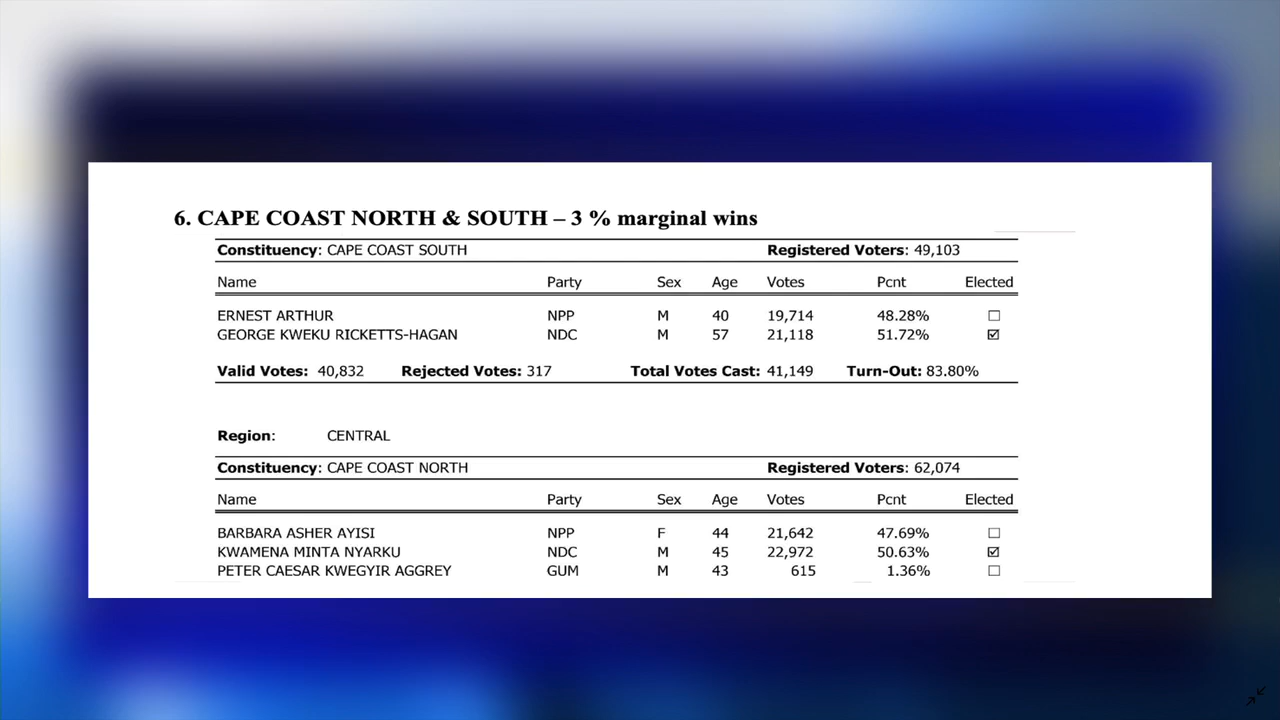 6. CAPE COAST NORTH & SOUTH – 3 % marginal wins
Constituency: CAPE COAST SOUTH Registered Voters: 49,103
Name Party Sex Age Votes Pcnt Elected
ERNEST ARTHUR NPP M 40 19,714 48.28% ☐
GEORGE KWEKU RICKETTS-HAGAN NDC M 57 21,118 51.72% ☑
Valid Votes: 40,832 Rejected Votes: 317 Total Votes Cast: 41,149 Turn-Out: 83.80%
Region: CENTRAL
Constituency: CAPE COAST NORTH Registered Voters: 62,074
Name Party Sex Age Votes Pcnt Elected
BARBARA ASHER AYISI NPP F 44 21,642 47.69% ☐
KWAMENA MINTA NYARKU NDC M 45 22,972 50.63% ☑
PETER CAESAR KWEGYIR AGGREY GUM M 43 615 1.36% ☐